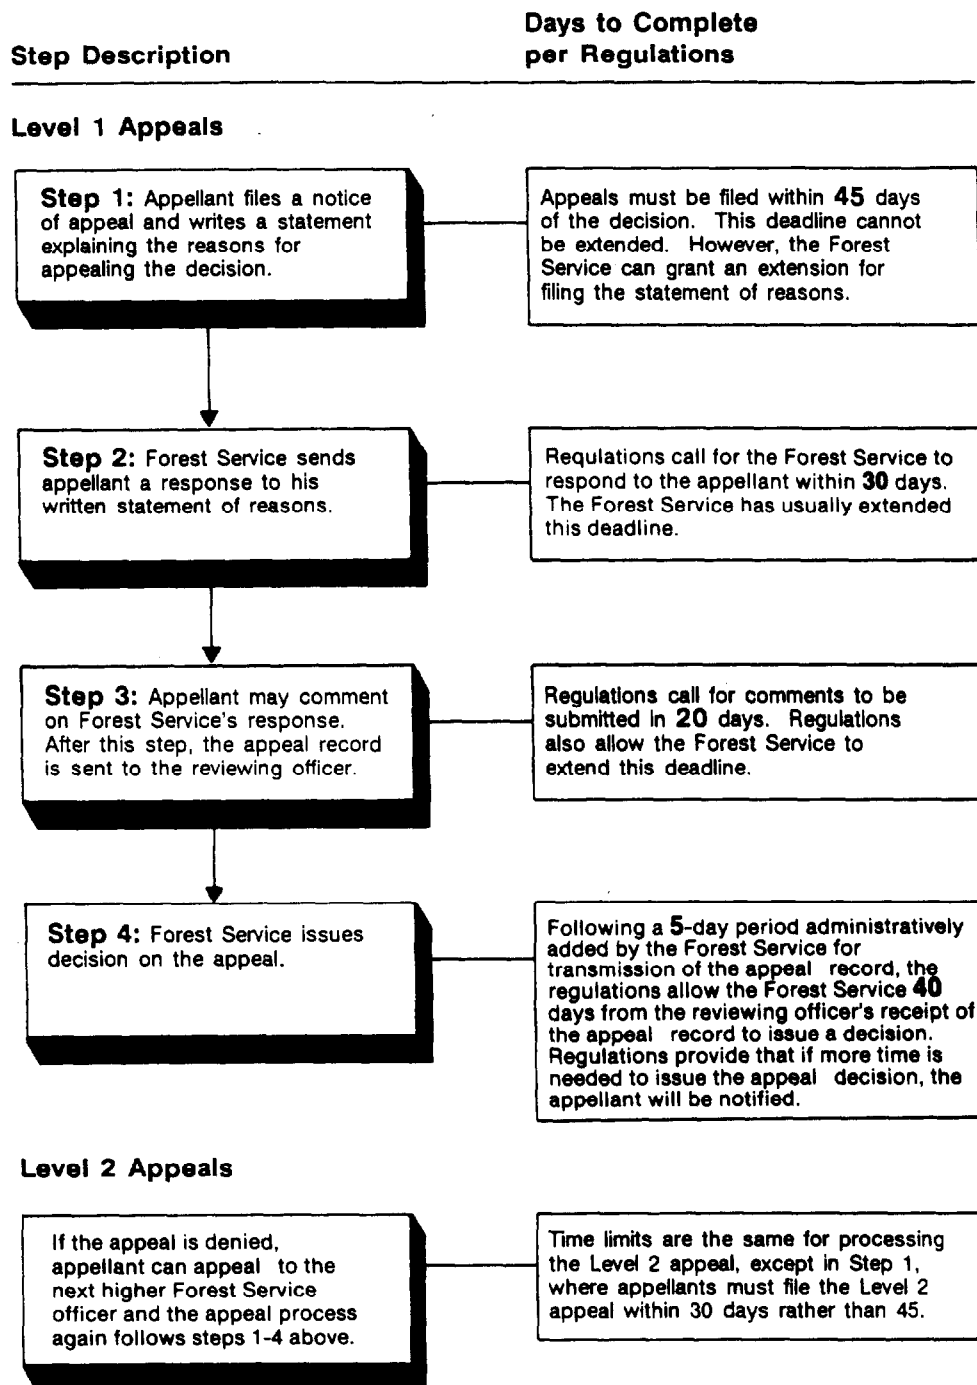 Days to Complete
Step Description
per Regulations
Level 1 Appeals
Step 1: Appellant files a notice
of appeal and writes a statement
explaining the reasons for
appealing the decision.
Appeals must be filed within 45 days
of the decision. This deadline cannot
be extended. However, the Forest
Service can grant an extension for
filing the statement of reasons.
Step 2: Forest Service sends
appellant a response to his
written statement of reasons.
Requlations call for the Forest Service to
respond to the appellant within 30 days.
The Forest Service has usually extended
this deadline.
Step 3: Appellant may comment
on Forest Service's response.
After this step, the appeal record
is sent to the reviewing officer.
Regulations call for comments to be
submitted in 20 days. Regulations
also allow the Forest Service to
extend this deadline.
Step 4: Forest Service issues
decision on the appeal.
Following a 5-day period administratively
added by the Forest Service for
transmission of the appeal record, the
regulations allow the Forest Service 40
days from the reviewing officer's receipt of
the appeal record to issue a decision.
Regulations provide that if more time is
needed to issue the appeal decision, the
appellant will be notified.
Level 2 Appeals
If the appeal is denied,
appellant can appeal to the
next higher Forest Service
officer and the appeal process
again follows steps 1-4 above.
Time limits are the same for processing
the Level 2 appeal, except in Step 1,
where appellants must file the Level 2
appeal within 30 days rather than 45.